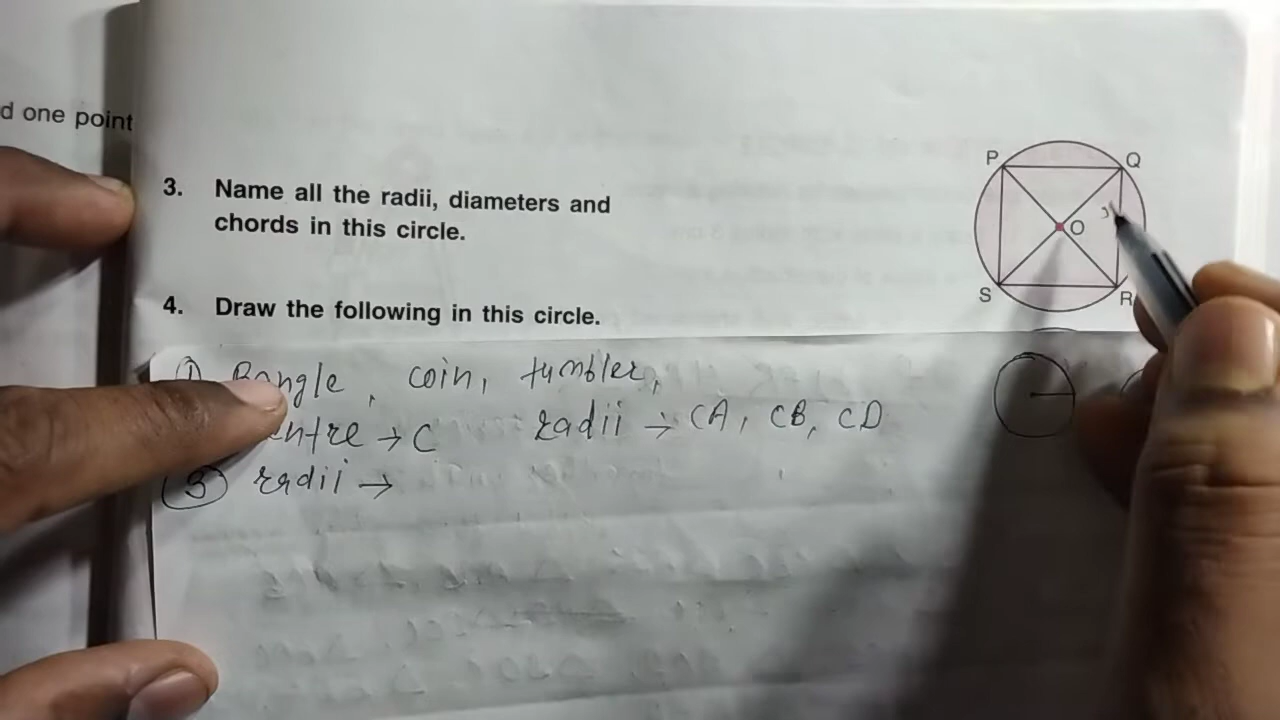 d one point
3. Name all the radii, diameters and
chords in this circle.
P
Q
O
S
R
4. Draw the following in this circle.
① Bangle, coin, tumbler,
entre → C radii → CA, CB, CD
③ radii →